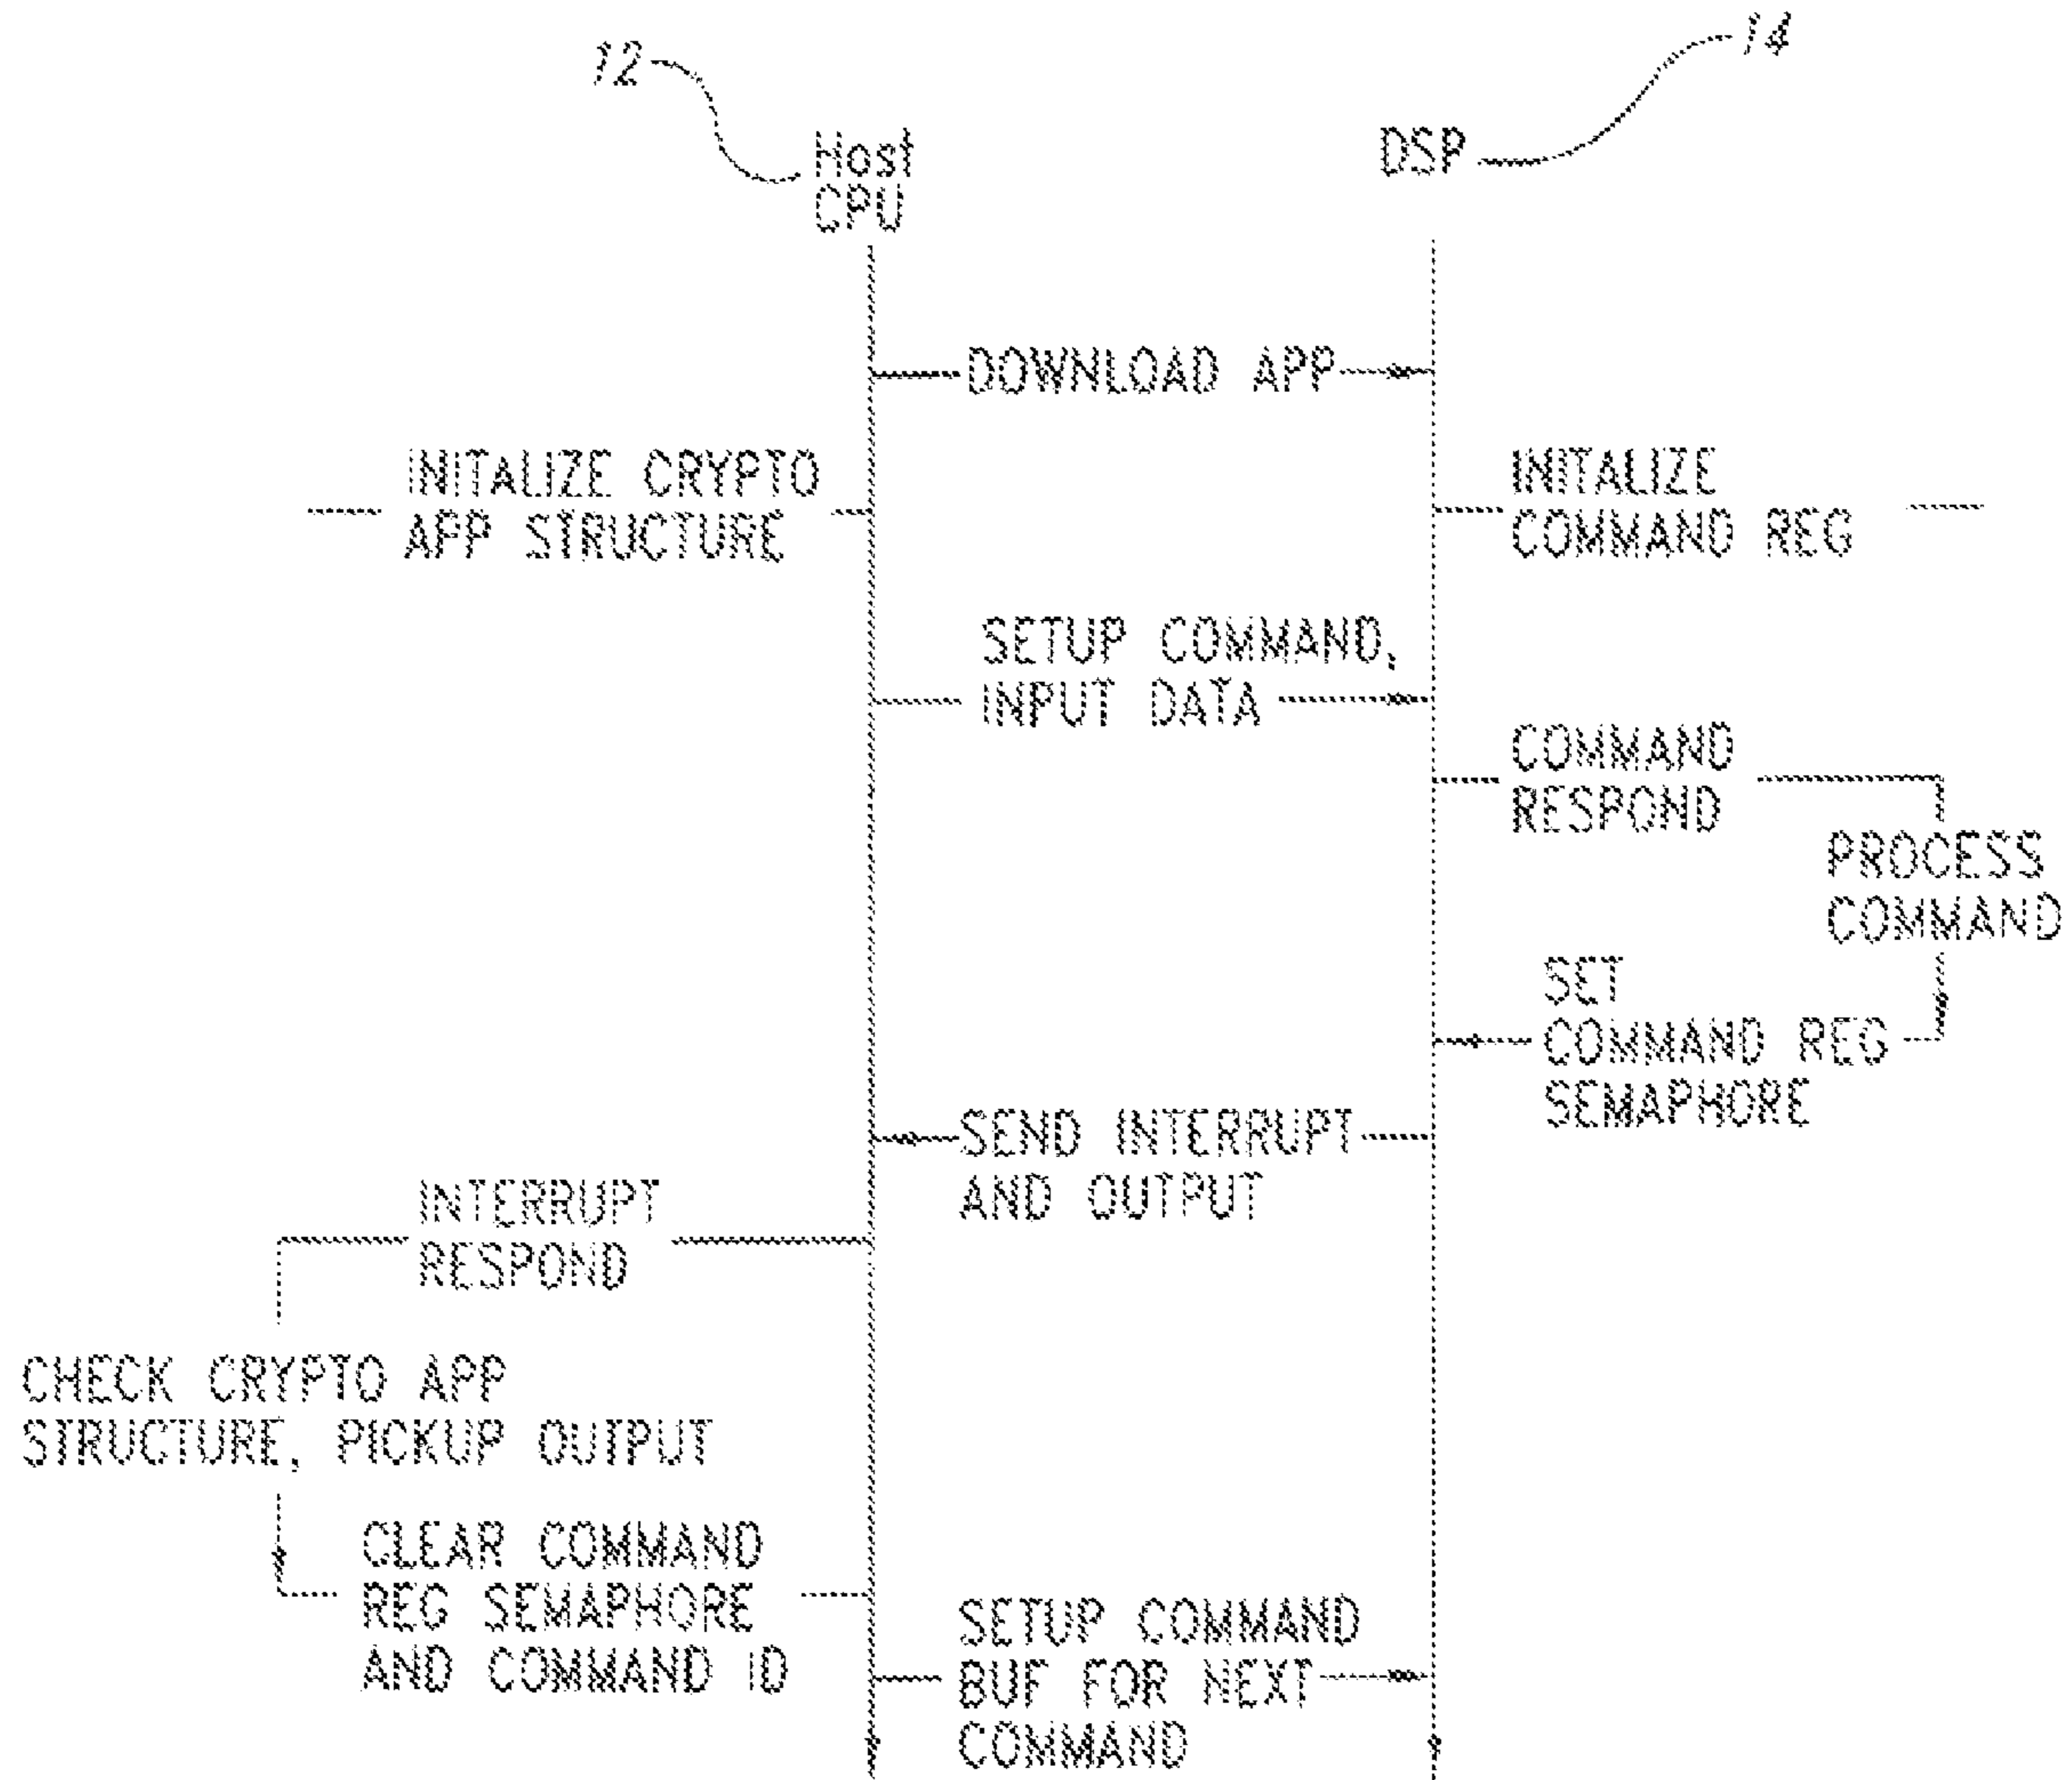 12
14
Host
CPU
DSP
DOWNLOAD APP
INITALIZE CRYPTO
APP STRUCTURE
INITALIZE
COMMAND REG
SETUP COMMAND,
INPUT DATA
COMMAND
RESPOND
PROCESS
COMMAND
SET
COMMAND REG
SEMAPHORE
SEND INTERRUPT
AND OUTPUT
INTERRUPT
RESPOND
CHECK CRYPTO APP
STRUCTURE, PICKUP OUTPUT
CLEAR COMMAND
REG SEMAPHORE
AND COMMAND ID
SETUP COMMAND
BUF FOR NEXT
COMMAND